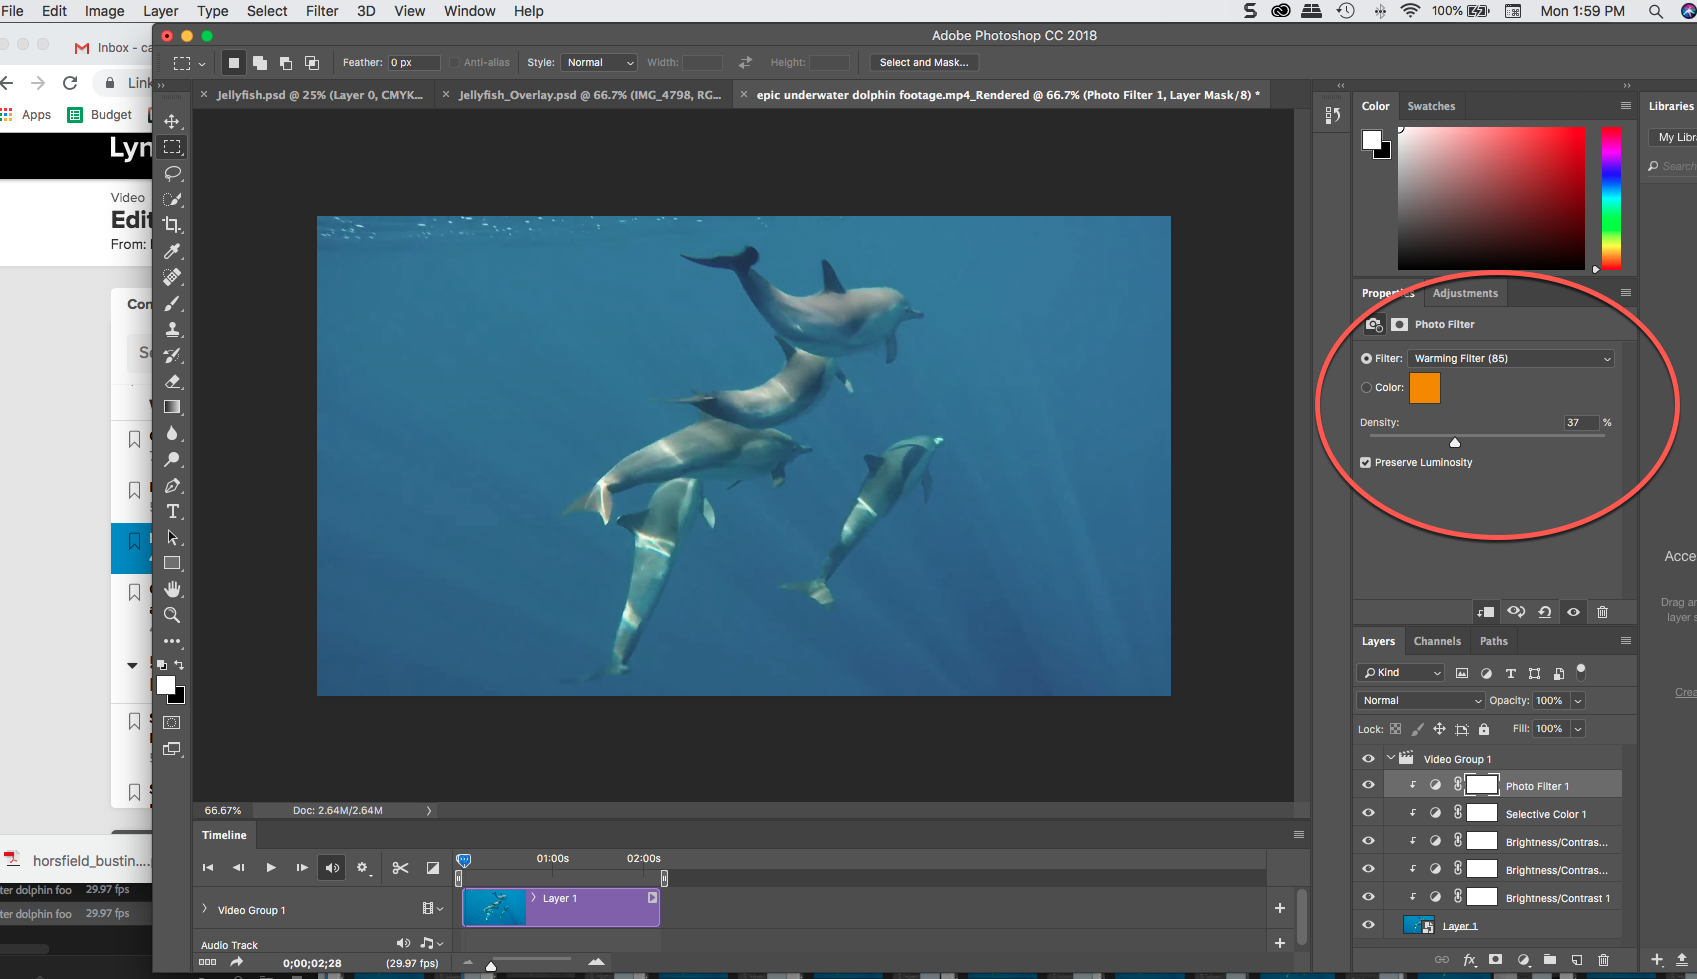 File Edit Image Layer Type Select Filter 3D View Window Help 100% Mon 1:59 PM
Adobe Photoshop CC 2018
Inbox - ca
Feather: 0 px Anti-alias Style: Normal Width: Height: Select and Mask...
Link
Jellyfish.psd @ 25% (Layer 0, CMYK... Jellyfish_Overlay.psd @ 66.7% (IMG_4798, RG... epic underwater dolphin footage.mp4_Rendered @ 66.7% (Photo Filter 1, Layer Mask/8) *
Apps Budget
Lyn
Video
Edit
From:
Con
Color Swatches
Libraries
My Libr
Search
Properties Adjustments
Photo Filter
Filter: Warming Filter (85)
Color:
Density: 37 %
Preserve Luminosity
Acce
Drag an
layer s
Crea
Layers Channels Paths
Kind
Normal Opacity: 100%
Lock: Fill: 100%
Video Group 1
Photo Filter 1
Selective Color 1
Brightness/Contras...
Brightness/Contras...
Brightness/Contrast 1
Layer 1
66.67% Doc: 2.64M/2.64M
Timeline
01:00s 02:00s
Video Group 1
Layer 1
Audio Track
0;00;02;28 (29.97 fps)
horsfield_bustin....
ter dolphin foo 29.97 fps
ter dolphin foo 29.97 fps